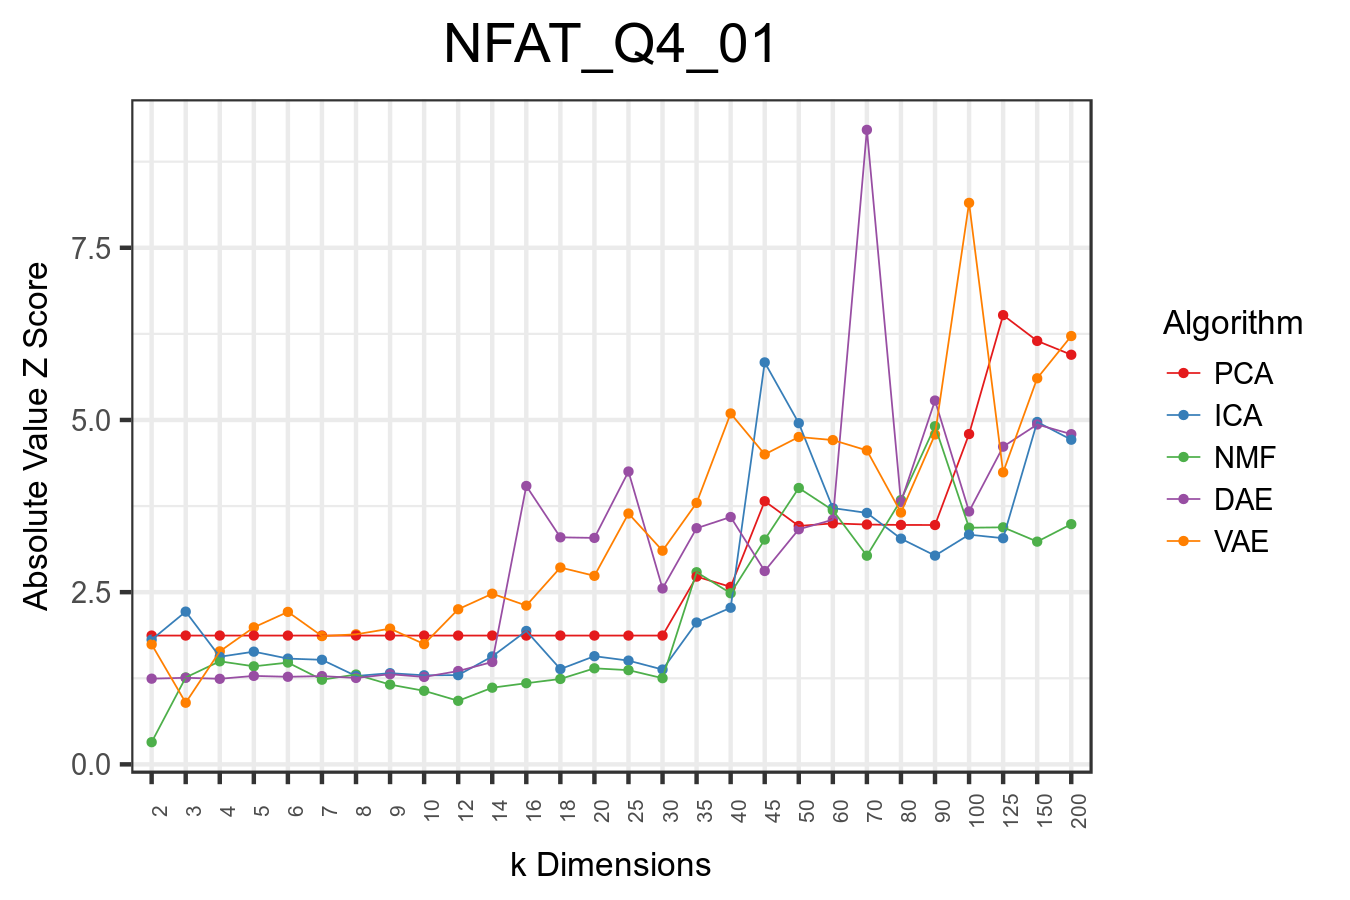 NFAT_Q4_01
Absolute Value Z Score
7.5
5.0
2.5
0.0
2 3 4 5 6 7 8 9 10 12 14 16 18 20 25 30 35 40 45 50 60 70 80 90 100 125 150 200
k Dimensions
Algorithm
PCA
ICA
NMF
DAE
VAE